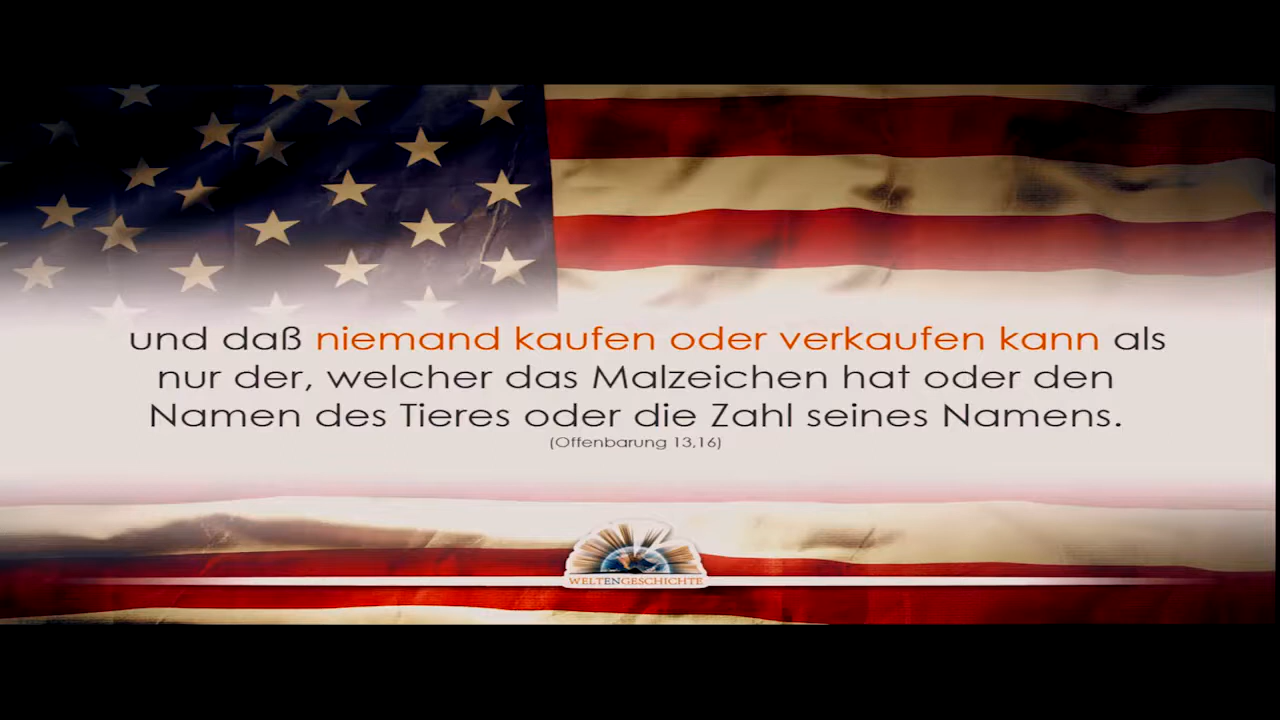 und daß niemand kaufen oder verkaufen kann als
nur der, welcher das Malzeichen hat oder den
Namen des Tieres oder die Zahl seines Namens.
(Offenbarung 13,16)
WELTENGESCHICHTE